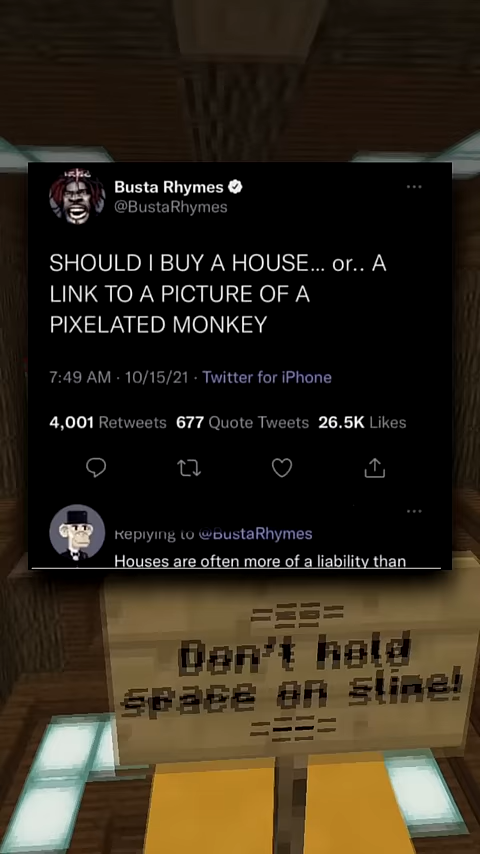 Busta Rhymes
@BustaRhymes
SHOULD I BUY A HOUSE... or.. A
LINK TO A PICTURE OF A
PIXELATED MONKEY
7:49 AM · 10/15/21 · Twitter for iPhone
4,001 Retweets 677 Quote Tweets 26.5K Likes
Replying to @BustaRhymes
Houses are often more of a liability than
=====
Don't hold
space on slime!
=====